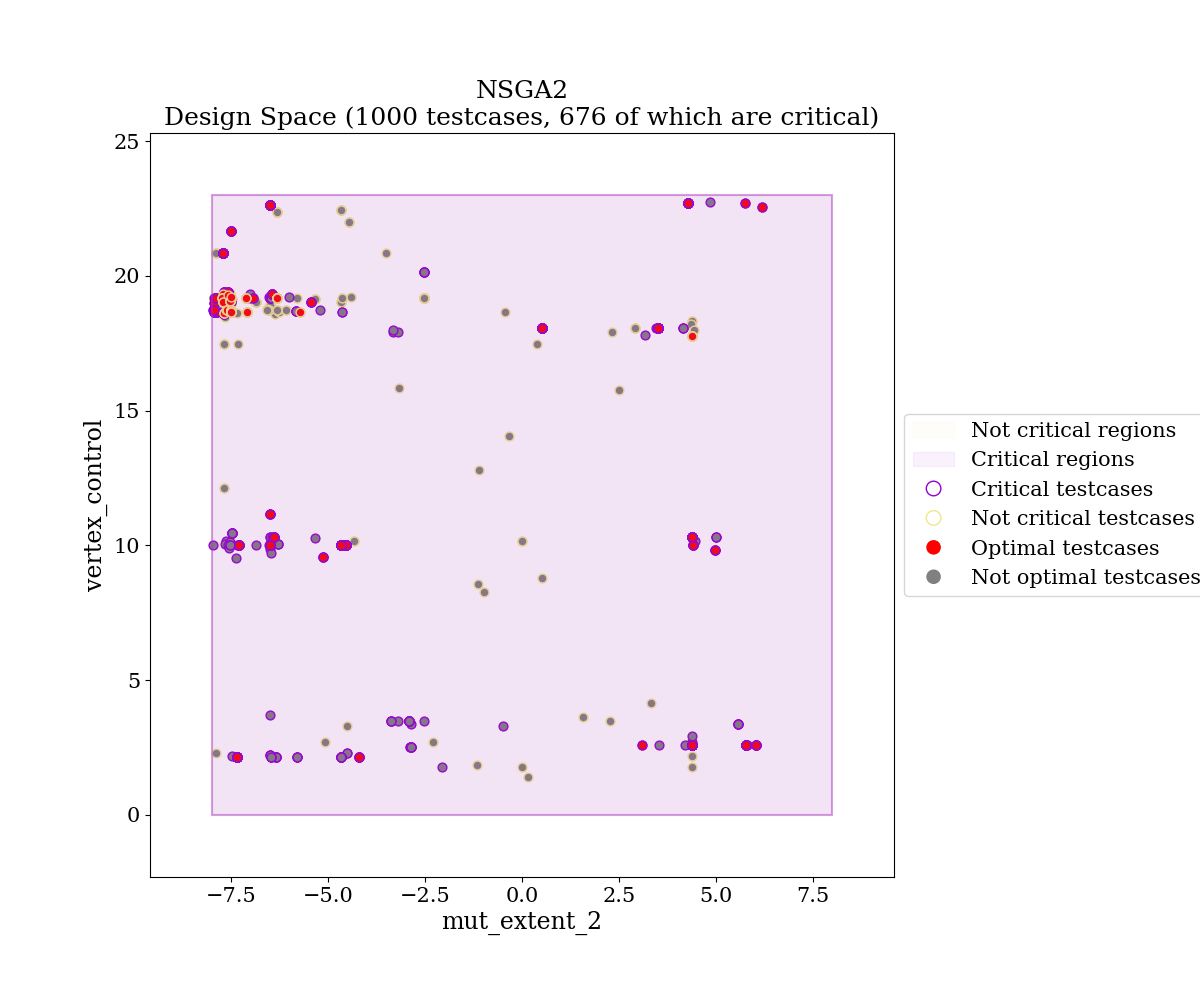 NSGA2
Design Space (1000 testcases, 676 of which are critical)
25
20
15
10
5
0
vertex_control
−7.5
−5.0
−2.5
0.0
2.5
5.0
7.5
mut_extent_2
Not critical regions
Critical regions
Critical testcases
Not critical testcases
Optimal testcases
Not optimal testcases